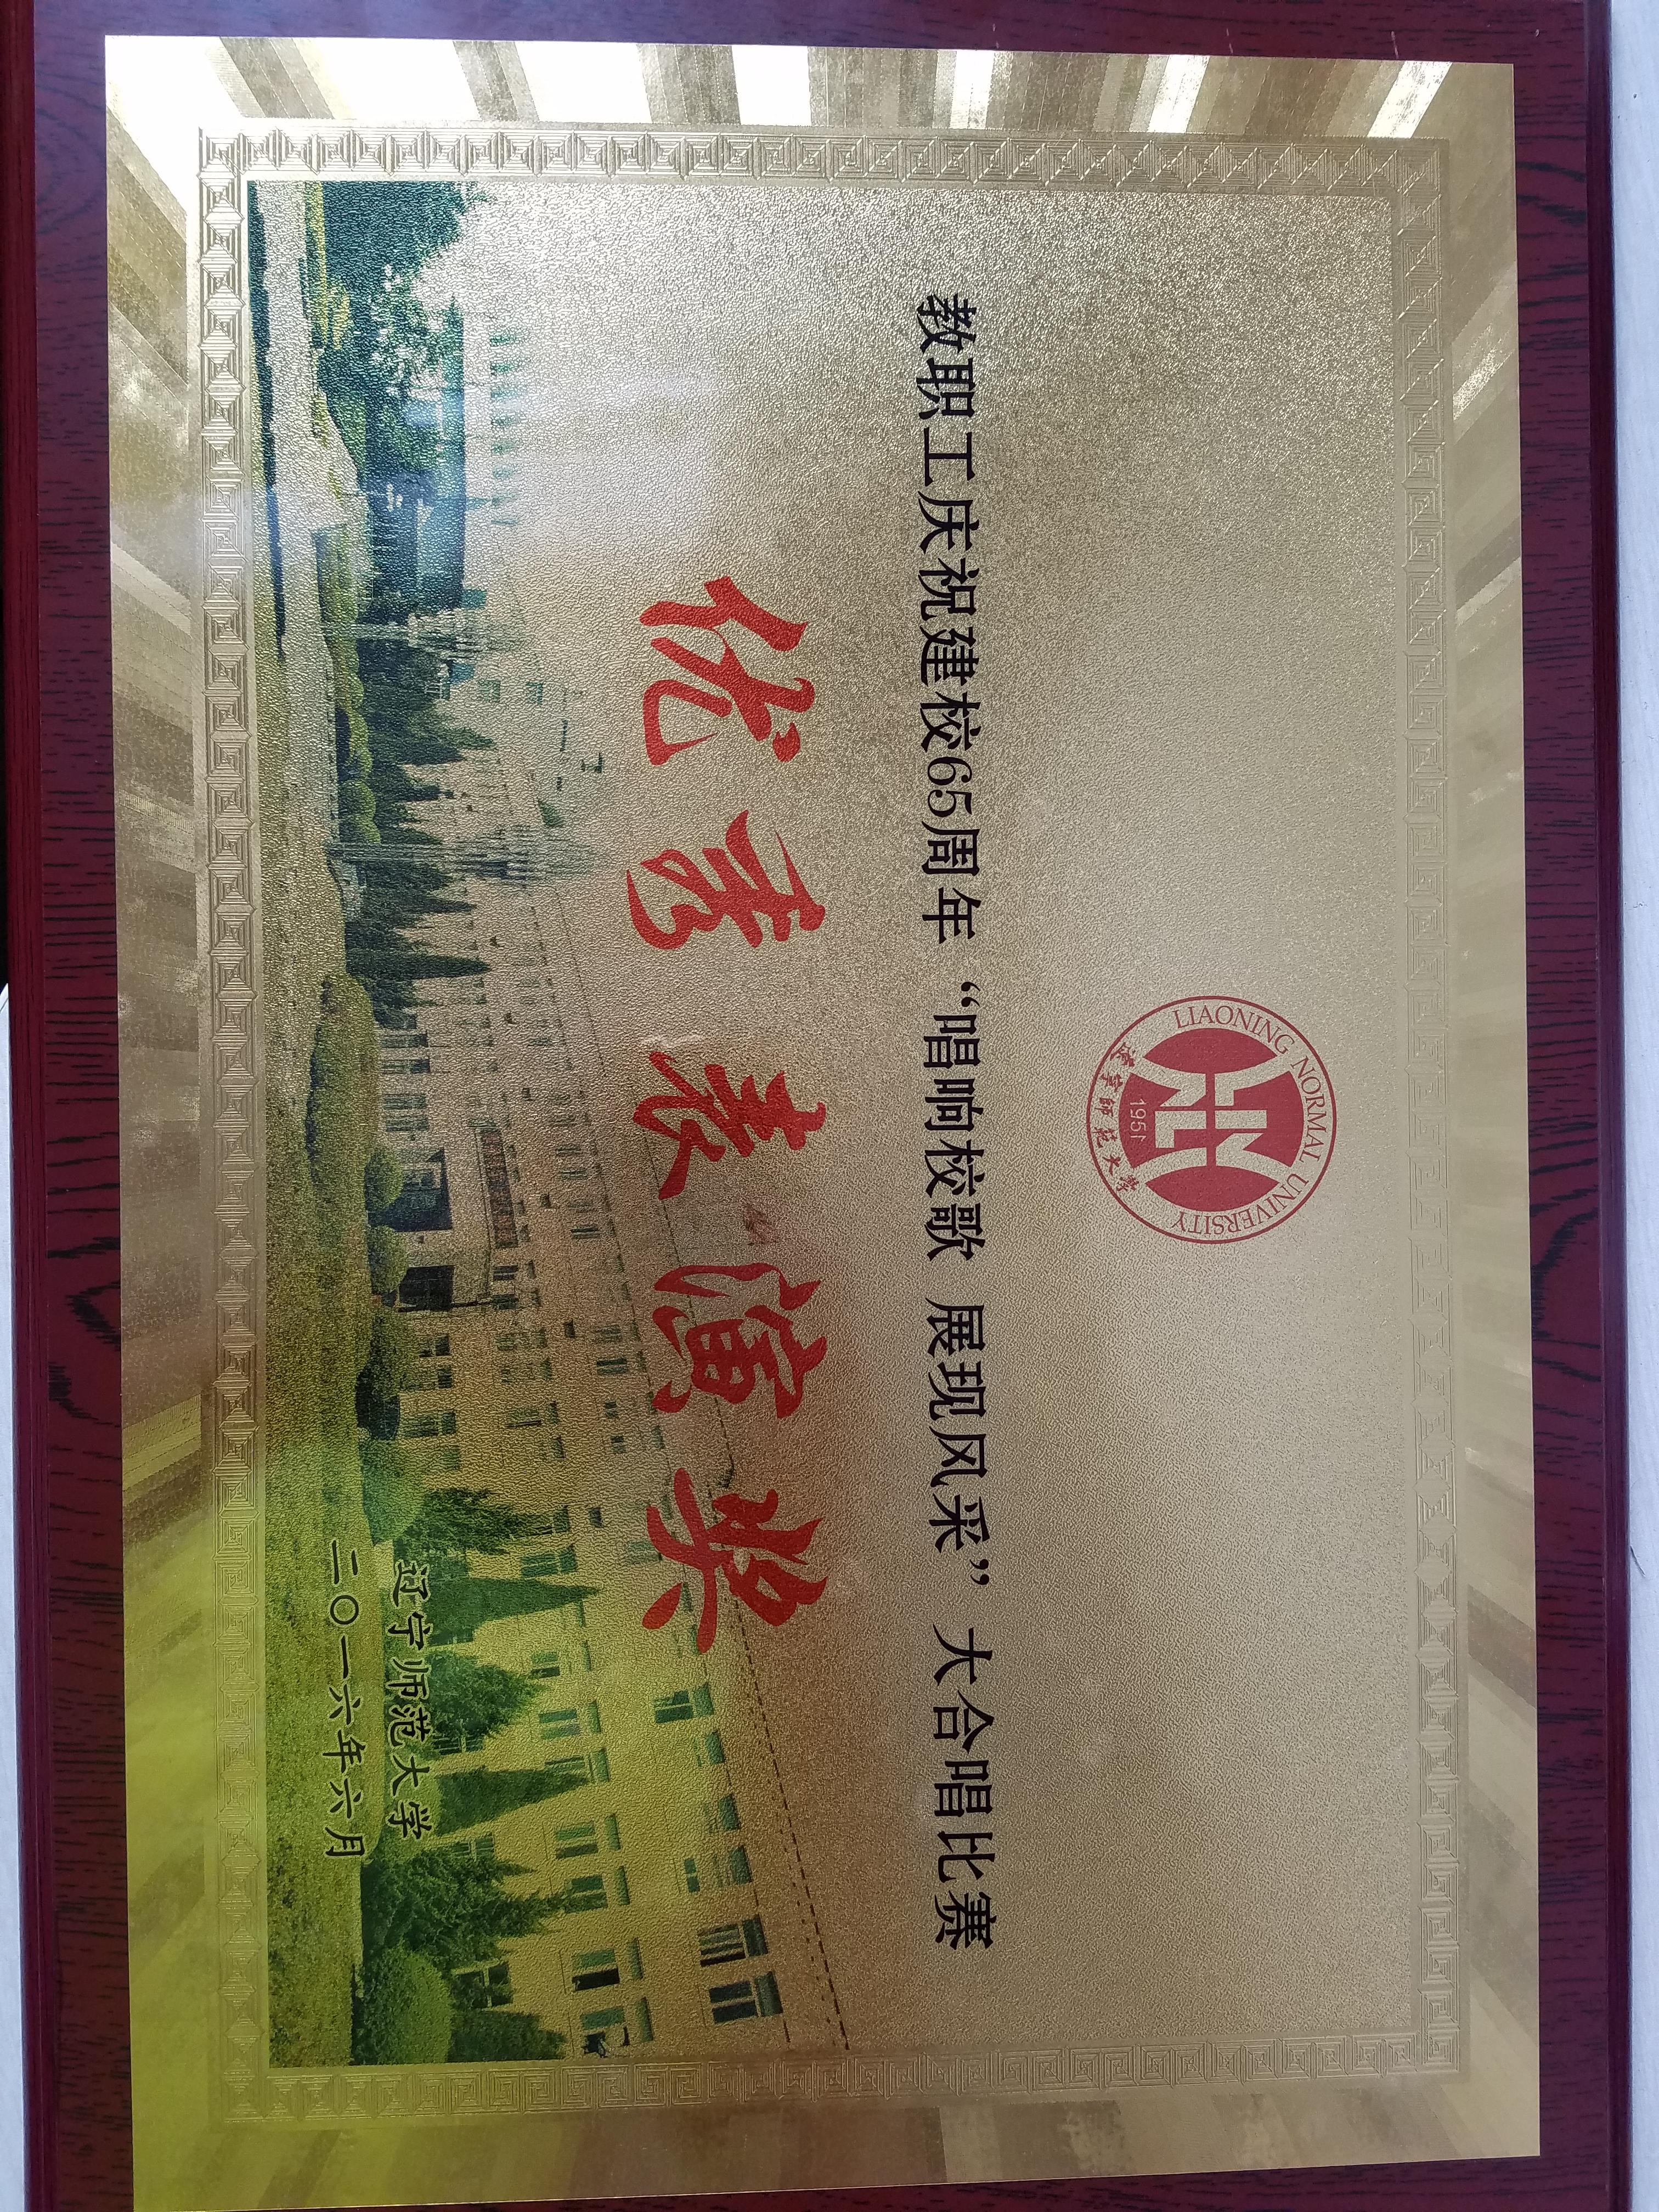 LIAONING NORMAL UNIVERSITY
1951
辽宁师范大学
教职工庆祝建校65周年“唱响校歌 展现风采”大合唱比赛
优秀表演奖
辽宁师范大学
二〇一六年六月